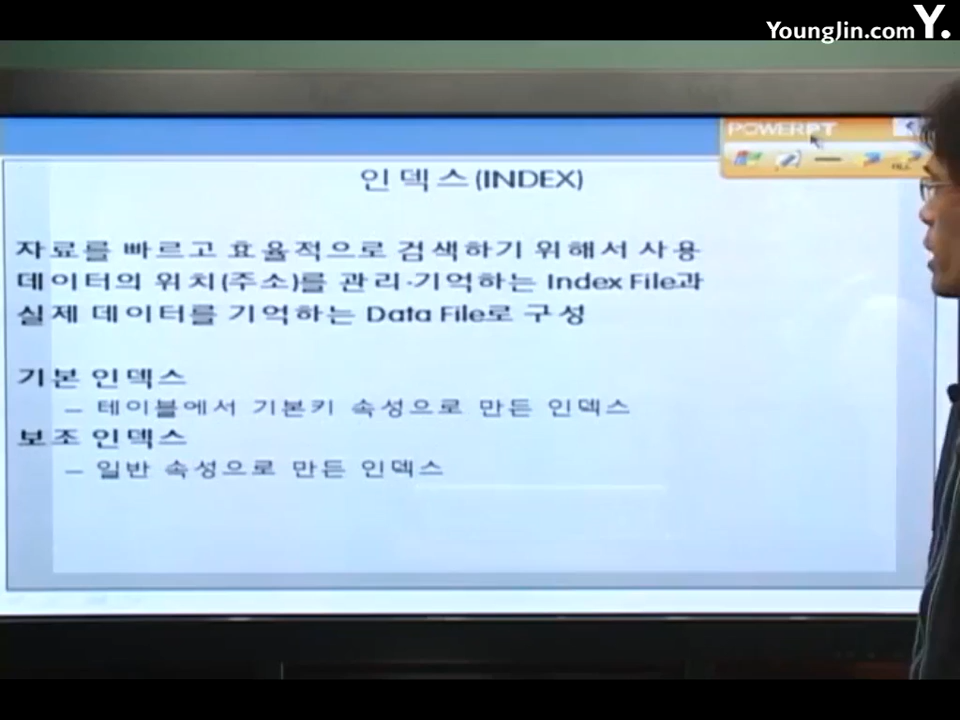 YoungJin.com Y.
POWERPT
인덱스(INDEX)
자료를 빠르고 효율적으로 검색하기 위해서 사용
데이터의 위치(주소)를 관리·기억하는 Index File과
실제 데이터를 기억하는 Data File로 구성
기본 인덱스
– 테이블에서 기본키 속성으로 만든 인덱스
보조 인덱스
– 일반 속성으로 만든 인덱스